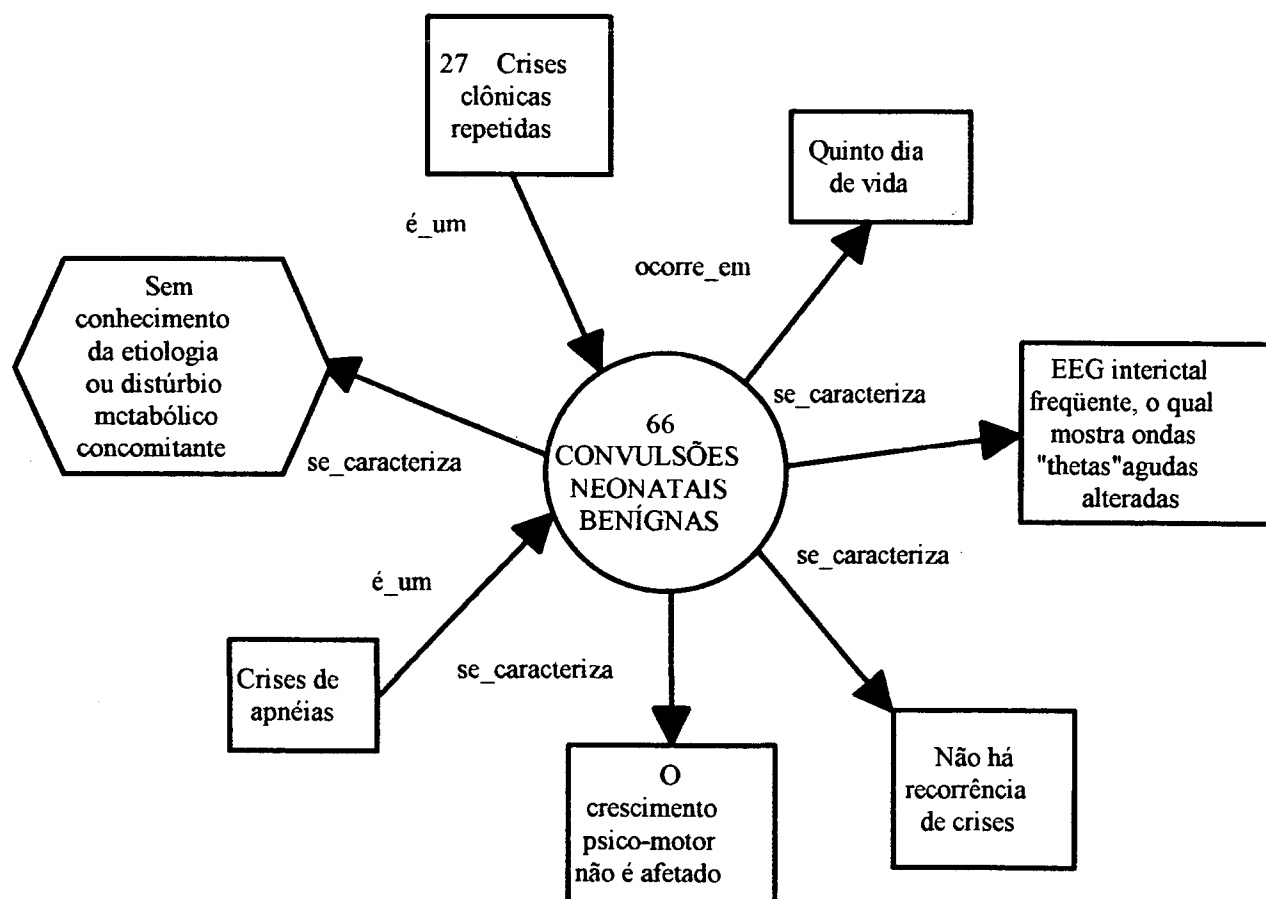 27 Crises
clônicas
repetidas
Quinto dia
de vida
é_um
ocorre_em
Sem
conhecimento
da etiologia
ou distúrbio
metabólico
concomitante
se_caracteriza
EEG interictal
freqüente, o qual
mostra ondas
"thetas"agudas
alteradas
66
CONVULSÕES
NEONATAIS
BENÍGNAS
se_caracteriza
se_caracteriza
é_um
Crises de
apnéias
se_caracteriza
O
crescimento
psico-motor
não é afetado
Não há
recorrência
de crises